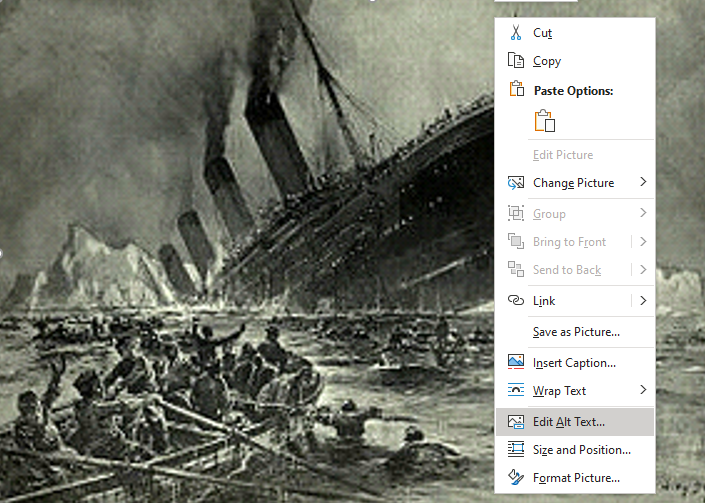 Cut
Copy
Paste Options:
Edit Picture
Change Picture
Group
Bring to Front
Send to Back
Link
Save as Picture...
Insert Caption...
Wrap Text
Edit Alt Text...
Size and Position...
Format Picture...